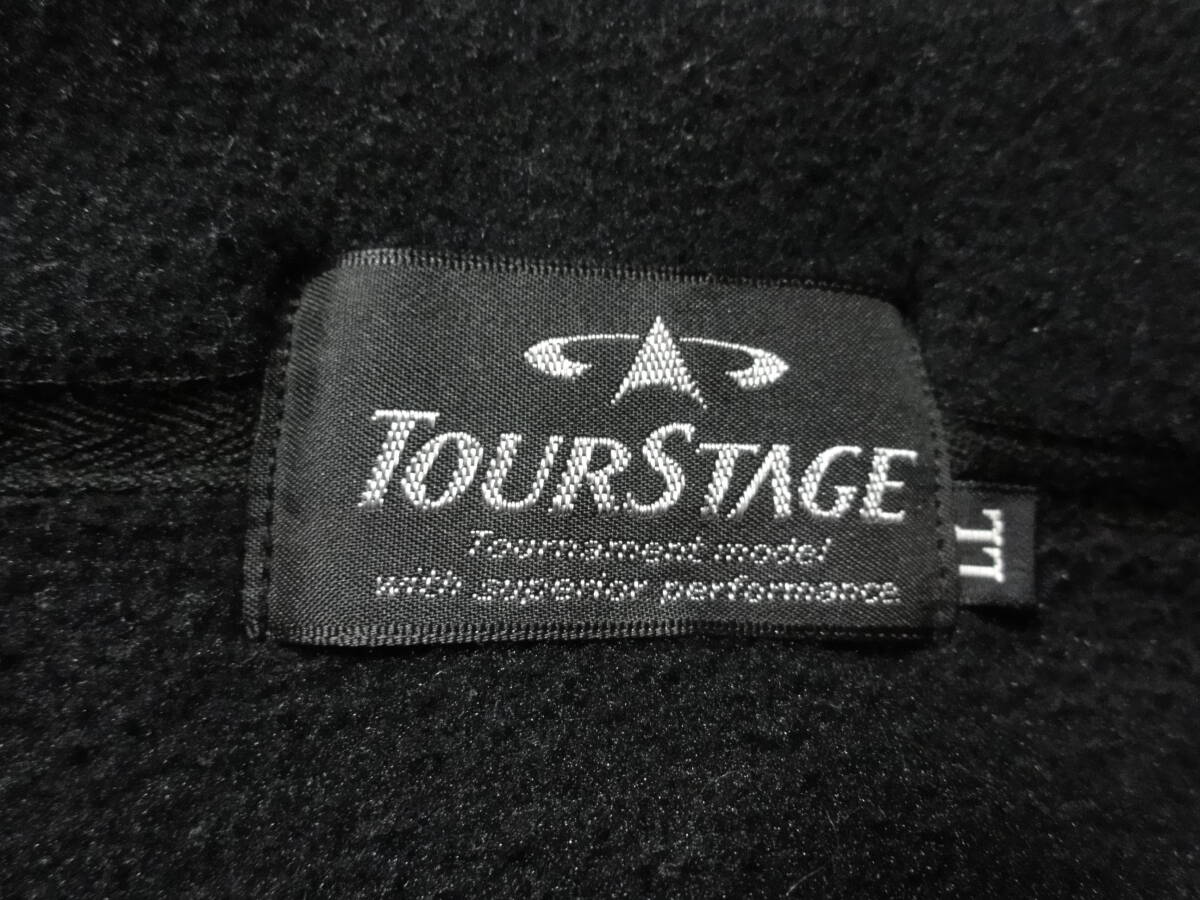 TOURSTAGE
Tournament model
with superior performance
LL